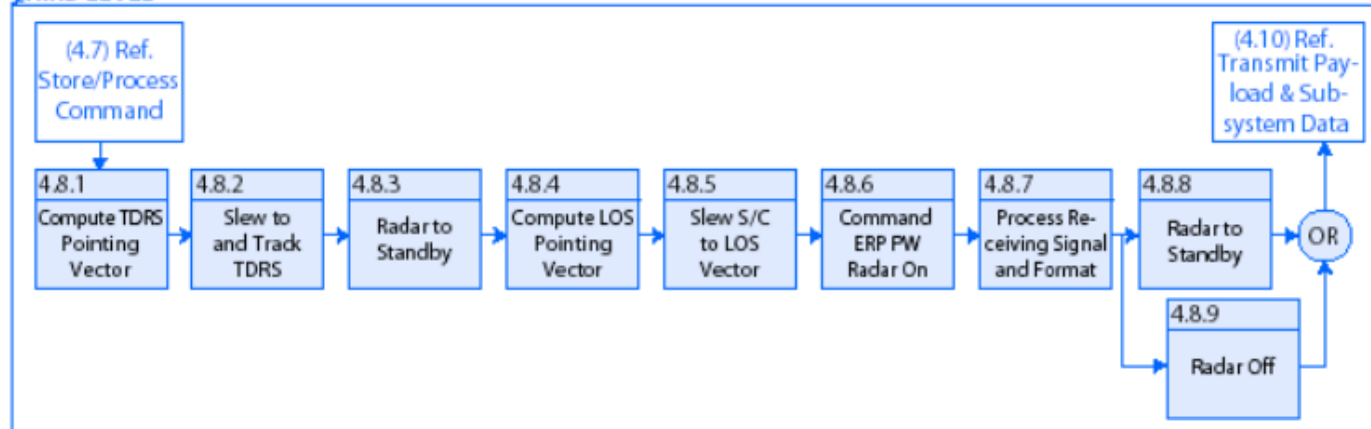 (4.7) Ref.
Store/Process
Command
(4.10) Ref.
Transmit Pay-
load & Sub-
system Data
4.8.1
Compute TDRS
Pointing
Vector
4.8.2
Slew to
and Track
TDRS
4.8.3
Radar to
Standby
4.8.4
Compute LOS
Pointing
Vector
4.8.5
Slew S/C
to LOS
Vector
4.8.6
Command
ERP PW
Radar On
4.8.7
Process Re-
ceiving Signal
and Format
4.8.8
Radar to
Standby
OR
4.8.9
Radar Off